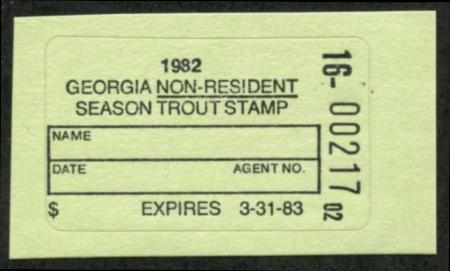 1982
GEORGIA NON-RESIDENT
SEASON TROUT STAMP
NAME
DATE AGENT NO.
$ EXPIRES 3-31-83
16-00217 02